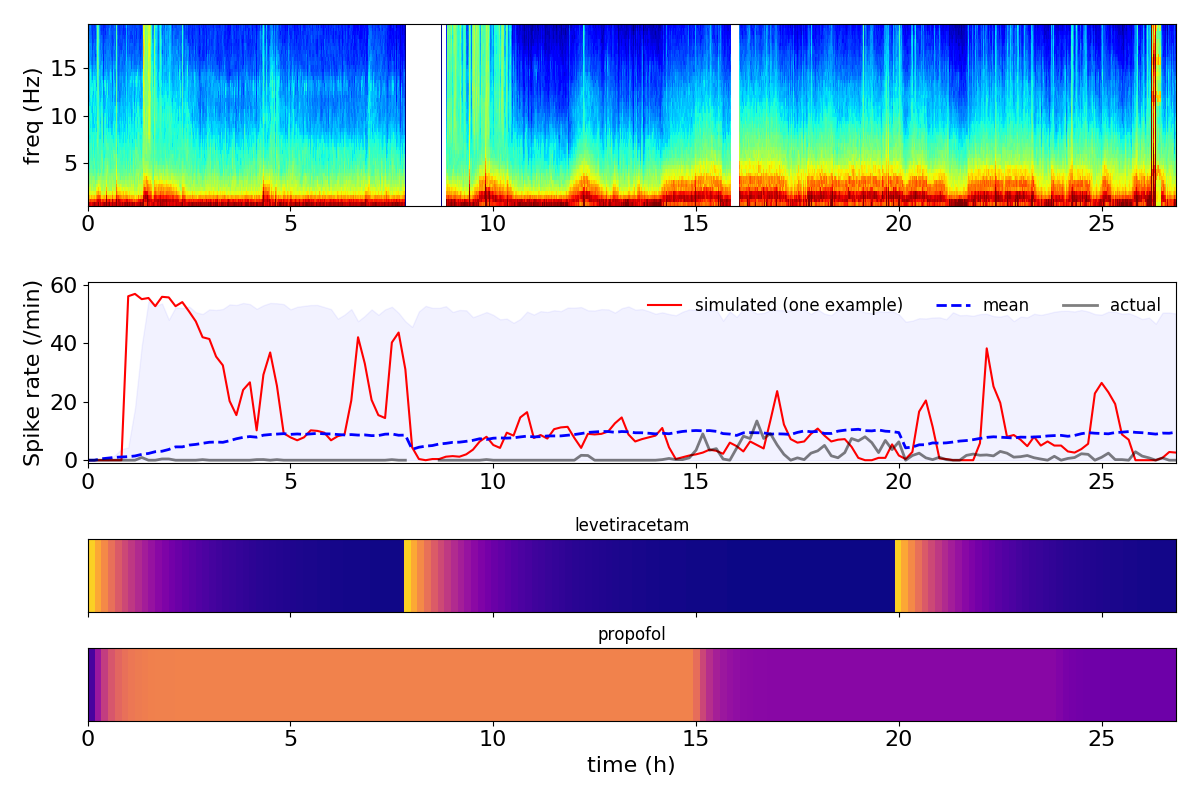 freq (Hz)
15
10
5
0 5 10 15 20 25
Spike rate (/min)
60
40
20
0
simulated (one example) mean actual
0 5 10 15 20 25
levetiracetam
propofol
0 5 10 15 20 25
time (h)